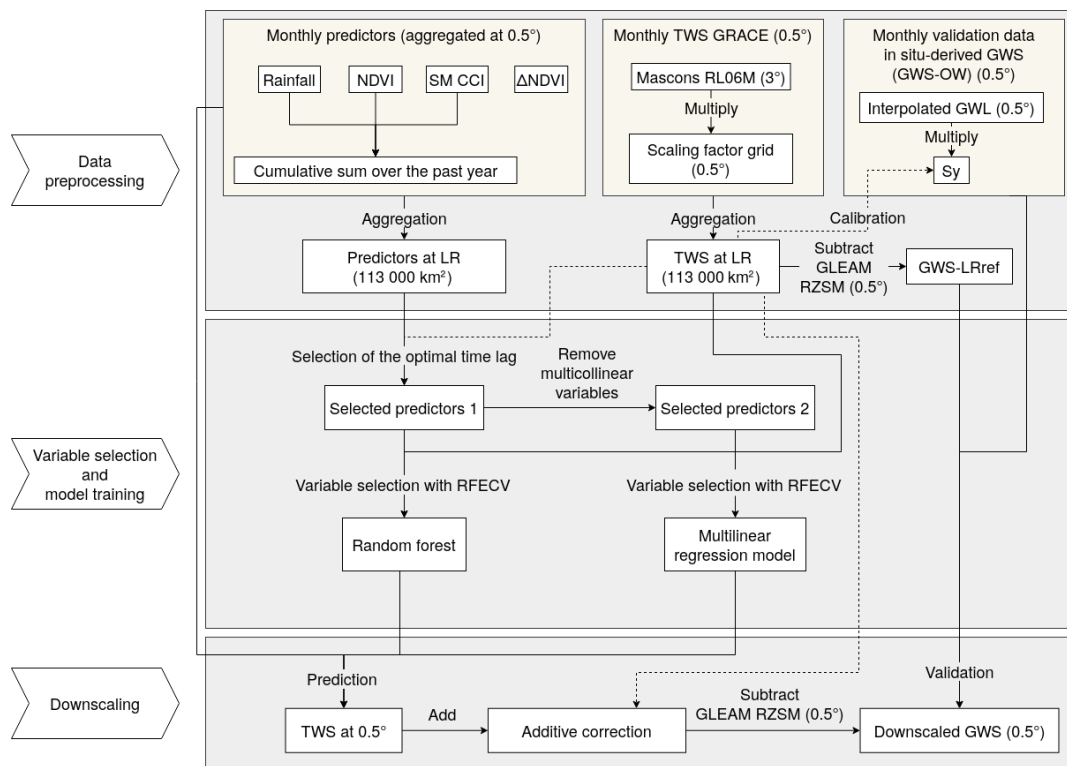 Monthly predictors (aggregated at 0.5°)
Rainfall
NDVI
SM CCI
ΔNDVI
Cumulative sum over the past year
Monthly TWS GRACE (0.5°)
Mascons RL06M (3°)
Multiply
Scaling factor grid
(0.5°)
Monthly validation data
in situ-derived GWS
(GWS-OW) (0.5°)
Interpolated GWL (0.5°)
Multiply
Sy
Data
preprocessing
Aggregation
Aggregation
Calibration
Predictors at LR
(113 000 km²)
TWS at LR
(113 000 km²)
Subtract
GLEAM
RZSM (0.5°)
GWS-LRref
Selection of the optimal time lag
Remove
multicollinear
variables
Selected predictors 1
Selected predictors 2
Variable selection
and
model training
Variable selection with RFECV
Variable selection with RFECV
Random forest
Multilinear
regression model
Downscaling
Prediction
Validation
TWS at 0.5°
Add
Additive correction
Subtract
GLEAM RZSM (0.5°)
Downscaled GWS (0.5°)